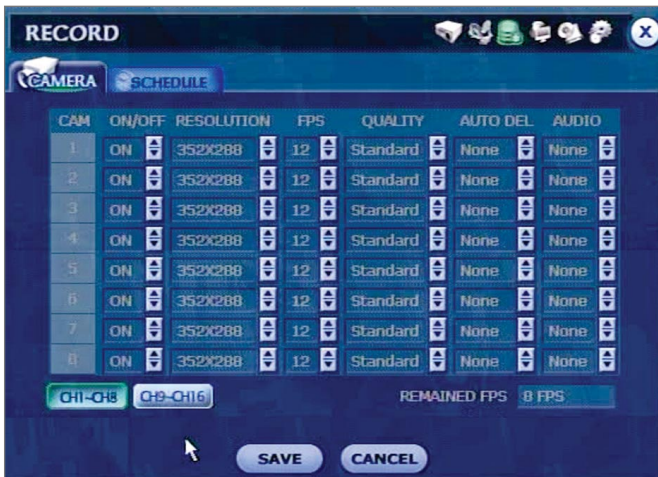 RECORD
X
CAMERA SCHEDULE
CAM ON/OFF RESOLUTION FPS QUALITY AUTO DEL AUDIO
1 ON 352X288 12 Standard None None
2 ON 352X288 12 Standard None None
3 ON 352X288 12 Standard None None
4 ON 352X288 12 Standard None None
5 ON 352X288 12 Standard None None
6 ON 352X288 12 Standard None None
7 ON 352X288 12 Standard None None
8 ON 352X288 12 Standard None None
CH1~CH8 CH9~CH16 REMAINED FPS 8 FPS
SAVE CANCEL